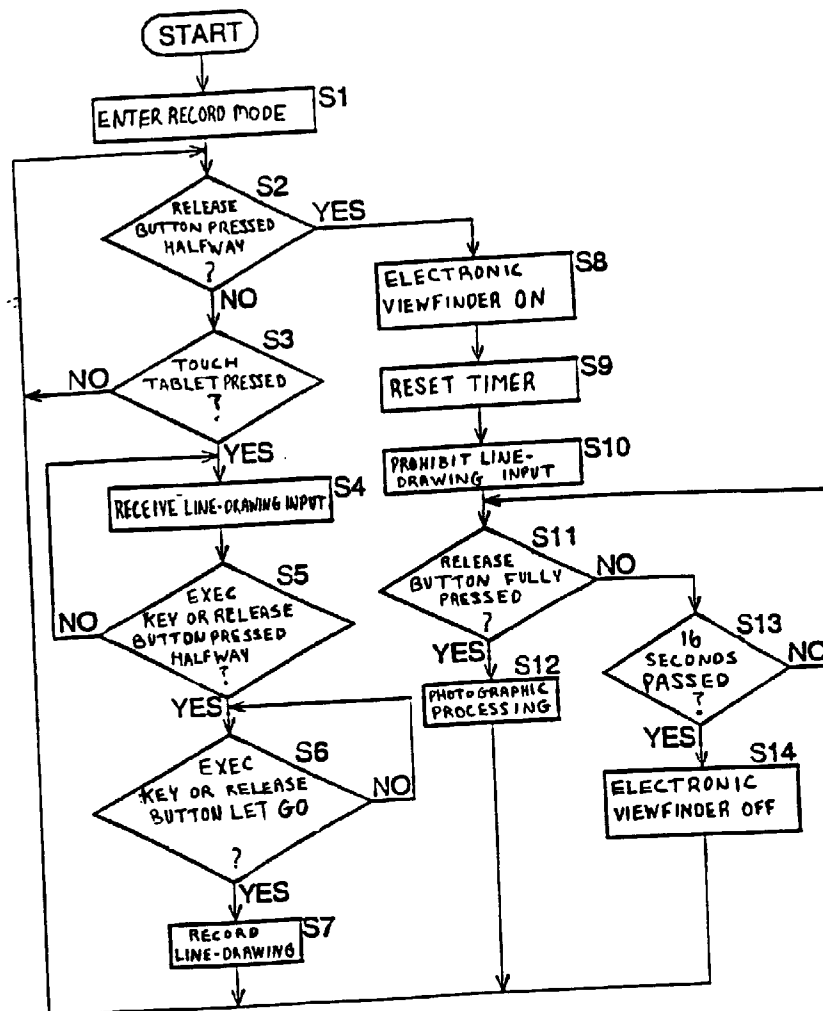 START
S1
ENTER RECORD MODE
S2
RELEASE
BUTTON PRESSED
HALFWAY
?
YES
NO
S3
TOUCH
TABLET PRESSED
?
NO
YES
S4
RECEIVE LINE-DRAWING INPUT
S5
EXEC
KEY OR RELEASE
BUTTON PRESSED
HALFWAY
?
NO
YES
S6
EXEC
KEY OR RELEASE
BUTTON LET GO
?
NO
YES
S7
RECORD
LINE-DRAWING
S8
ELECTRONIC
VIEWFINDER ON
S9
RESET TIMER
S10
PROHIBIT LINE-
DRAWING INPUT
S11
RELEASE
BUTTON FULLY
PRESSED
?
NO
YES
S12
PHOTOGRAPHIC
PROCESSING
S13
16
SECONDS
PASSED
?
NO
YES
S14
ELECTRONIC
VIEWFINDER OFF